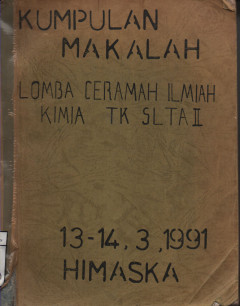 KUMPULAN
MAKALAH
LOMBA CERAMAH ILMIAH
KIMIA TK SLTA II
13-14,3,1991
HIMASKA